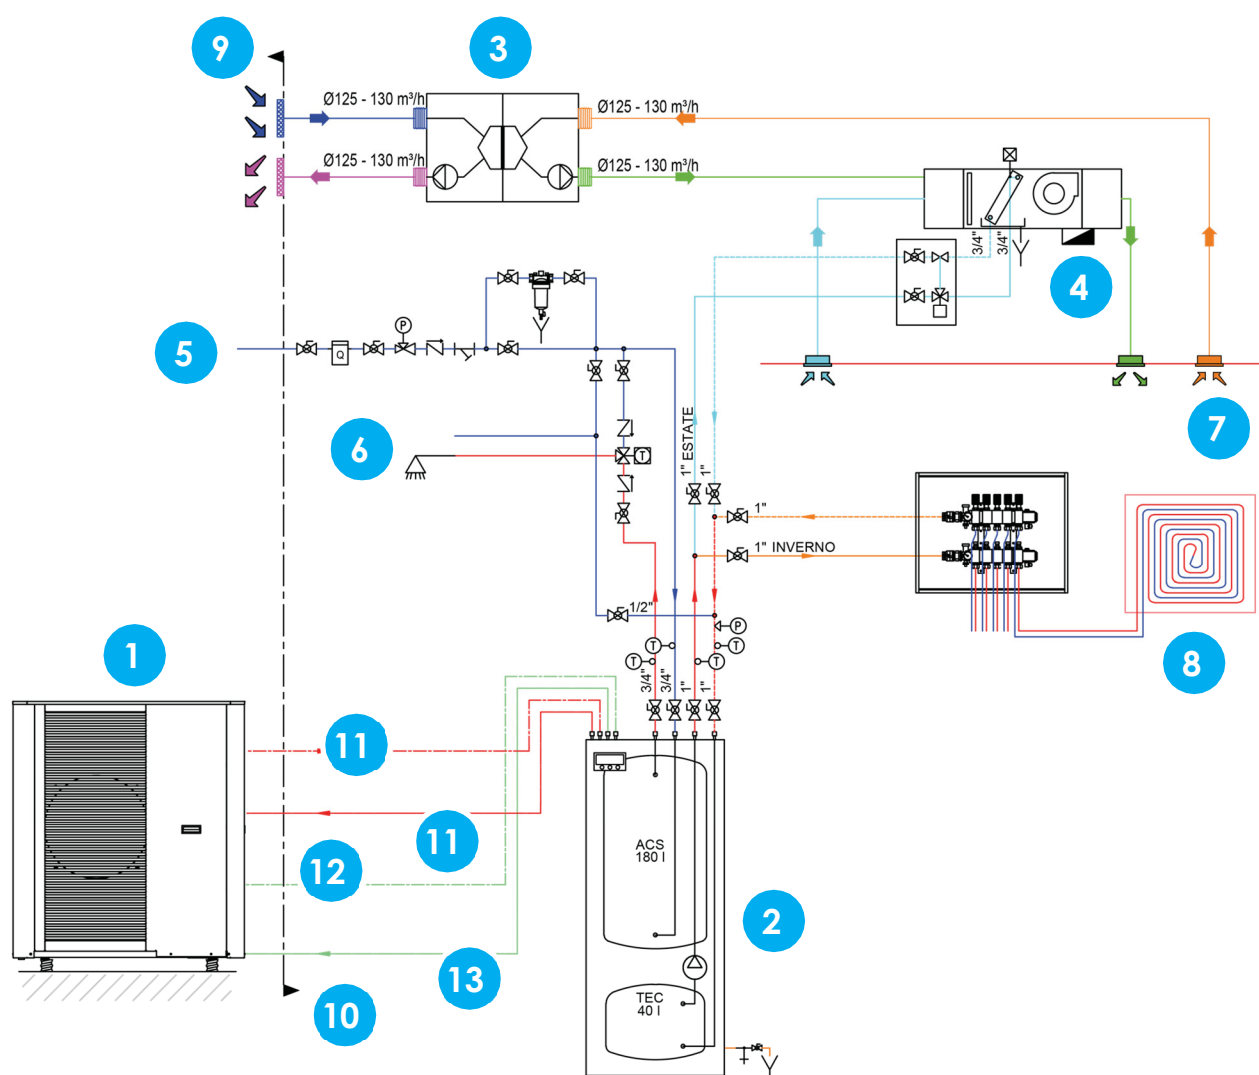 9
3
Ø125 - 130 m³/h
Ø125 - 130 m³/h
Ø125 - 130 m³/h
Ø125 - 130 m³/h
3/4"
3/4"
4
P
5
Q
7
6
T
1" ESTATE
1"
1"
1" INVERNO
1/2"
P
T
T
T
T
3/4"
3/4"
1"
1"
8
1
11
11
12
13
10
ACS
180 l
2
TEC
40 l